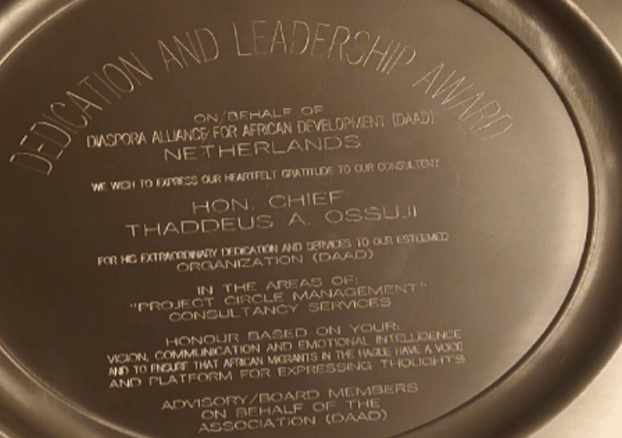 DEDICATION AND LEADERSHIP AWARD
ON BEHALF OF
DIASPORA ALLIANCE FOR AFRICAN DEVELOPMENT (DAAD)
NETHERLANDS
WE WISH TO EXPRESS OUR HEARTFELT GRATITUDE TO OUR CONSULTENT
HON. CHIEF
THADDEUS A. OSSUJI
FOR HIS EXTRAORDINARY DEDICATION AND SERVICES TO OUR ESTEEMED
ORGANIZATION (DAAD)
IN THE AREAS OF:
"PROJECT CIRCLE MANAGEMENT"
CONSULTANCY SERVICES
HONOUR BASED ON YOUR:
VISION, COMMUNICATION AND EMOTIONAL INTELLIGENCE
AND TO ENSURE THAT AFRICAN MIGRANTS IN THE HAGUE HAVE A VOICE
AND PLATFORM FOR EXPRESSING THOUGHTS
ADVISORY/BOARD MEMBERS
ON BEHALF OF THE
ASSOCIATION (DAAD)